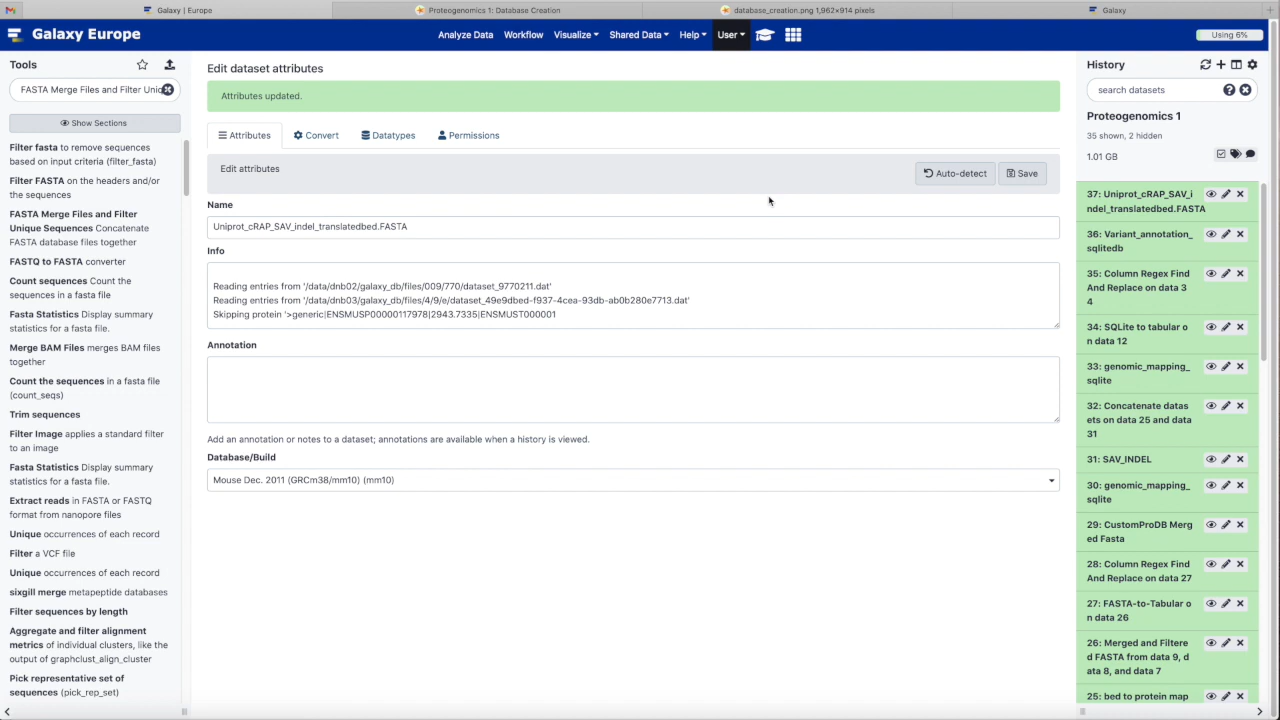 Galaxy | Europe
Proteogenomics 1: Database Creation
database_creation.png 1,962×914 pixels
Galaxy
Galaxy Europe
Analyze Data
Workflow
Visualize
Shared Data
Help
User
Using 6%
Tools
FASTA Merge Files and Filter Uniq
Show Sections
Filter fasta to remove sequences
based on input criteria (filter_fasta)
Filter FASTA on the headers and/or
the sequences
FASTA Merge Files and Filter
Unique Sequences Concatenate
FASTA database files together
FASTQ to FASTA converter
Count sequences Count the
sequences in a fasta file
Fasta Statistics Display summary
statistics for a fasta file.
Merge BAM Files merges BAM files
together
Count the sequences in a fasta file
(count_seqs)
Trim sequences
Filter Image applies a standard filter
to an image
Fasta Statistics Display summary
statistics for a fasta file.
Extract reads in FASTA or FASTQ
format from nanopore files
Unique occurrences of each record
Filter a VCF file
Unique occurrences of each record
sixgill merge metapeptide databases
Filter sequences by length
Aggregate and filter alignment
metrics of individual clusters, like the
output of graphclust_align_cluster
Pick representative set of
sequences (pick_rep_set)
Edit dataset attributes
Attributes updated.
Attributes
Convert
Datatypes
Permissions
Edit attributes
Auto-detect
Save
Name
Uniprot_cRAP_SAV_indel_translatedbed.FASTA
Info
Reading entries from '/data/dnb02/galaxy_db/files/009/770/dataset_9770211.dat'
Reading entries from '/data/dnb03/galaxy_db/files/4/9/e/dataset_49e9dbed-f937-4cea-93db-ab0b280e7713.dat'
Skipping protein '>generic|ENSMUSP00000117978|2943.7335|ENSMUST000001
Annotation
Add an annotation or notes to a dataset; annotations are available when a history is viewed.
Database/Build
Mouse Dec. 2011 (GRCm38/mm10) (mm10)
History
search datasets
Proteogenomics 1
35 shown, 2 hidden
1.01 GB
37: Uniprot_cRAP_SAV_i
ndel_translatedbed.FASTA
36: Variant_annotation_
sqlitedb
35: Column Regex Find
And Replace on data 3
4
34: SQLite to tabular o
n data 12
33: genomic_mapping_
sqlite
32: Concatenate datas
ets on data 25 and data
31
31: SAV_INDEL
30: genomic_mapping_
sqlite
29: CustomProDB Merg
ed Fasta
28: Column Regex Find
And Replace on data 27
27: FASTA-to-Tabular o
n data 26
26: Merged and Filtere
d FASTA from data 9, d
ata 8, and data 7
25: bed to protein map